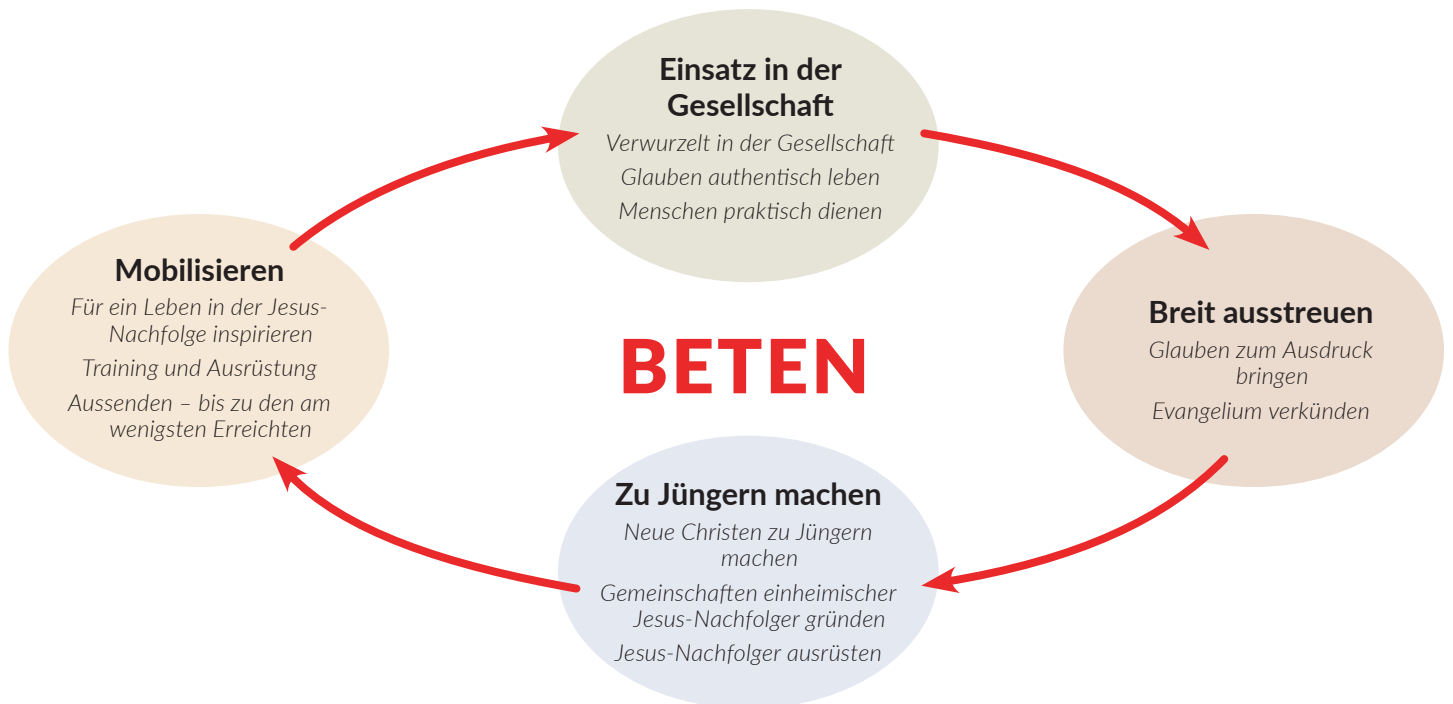 Einsatz in der
Gesellschaft
Verwurzelt in der Gesellschaft
Glauben authentisch leben
Menschen praktisch dienen
Mobilisieren
Für ein Leben in der Jesus-
Nachfolge inspirieren
Training und Ausrüstung
Aussenden – bis zu den am
wenigsten Erreichten
Breit ausstreuen
Glauben zum Ausdruck
bringen
Evangelium verkünden
BETEN
Zu Jüngern machen
Neue Christen zu Jüngern
machen
Gemeinschaften einheimischer
Jesus-Nachfolger gründen
Jesus-Nachfolger ausrüsten